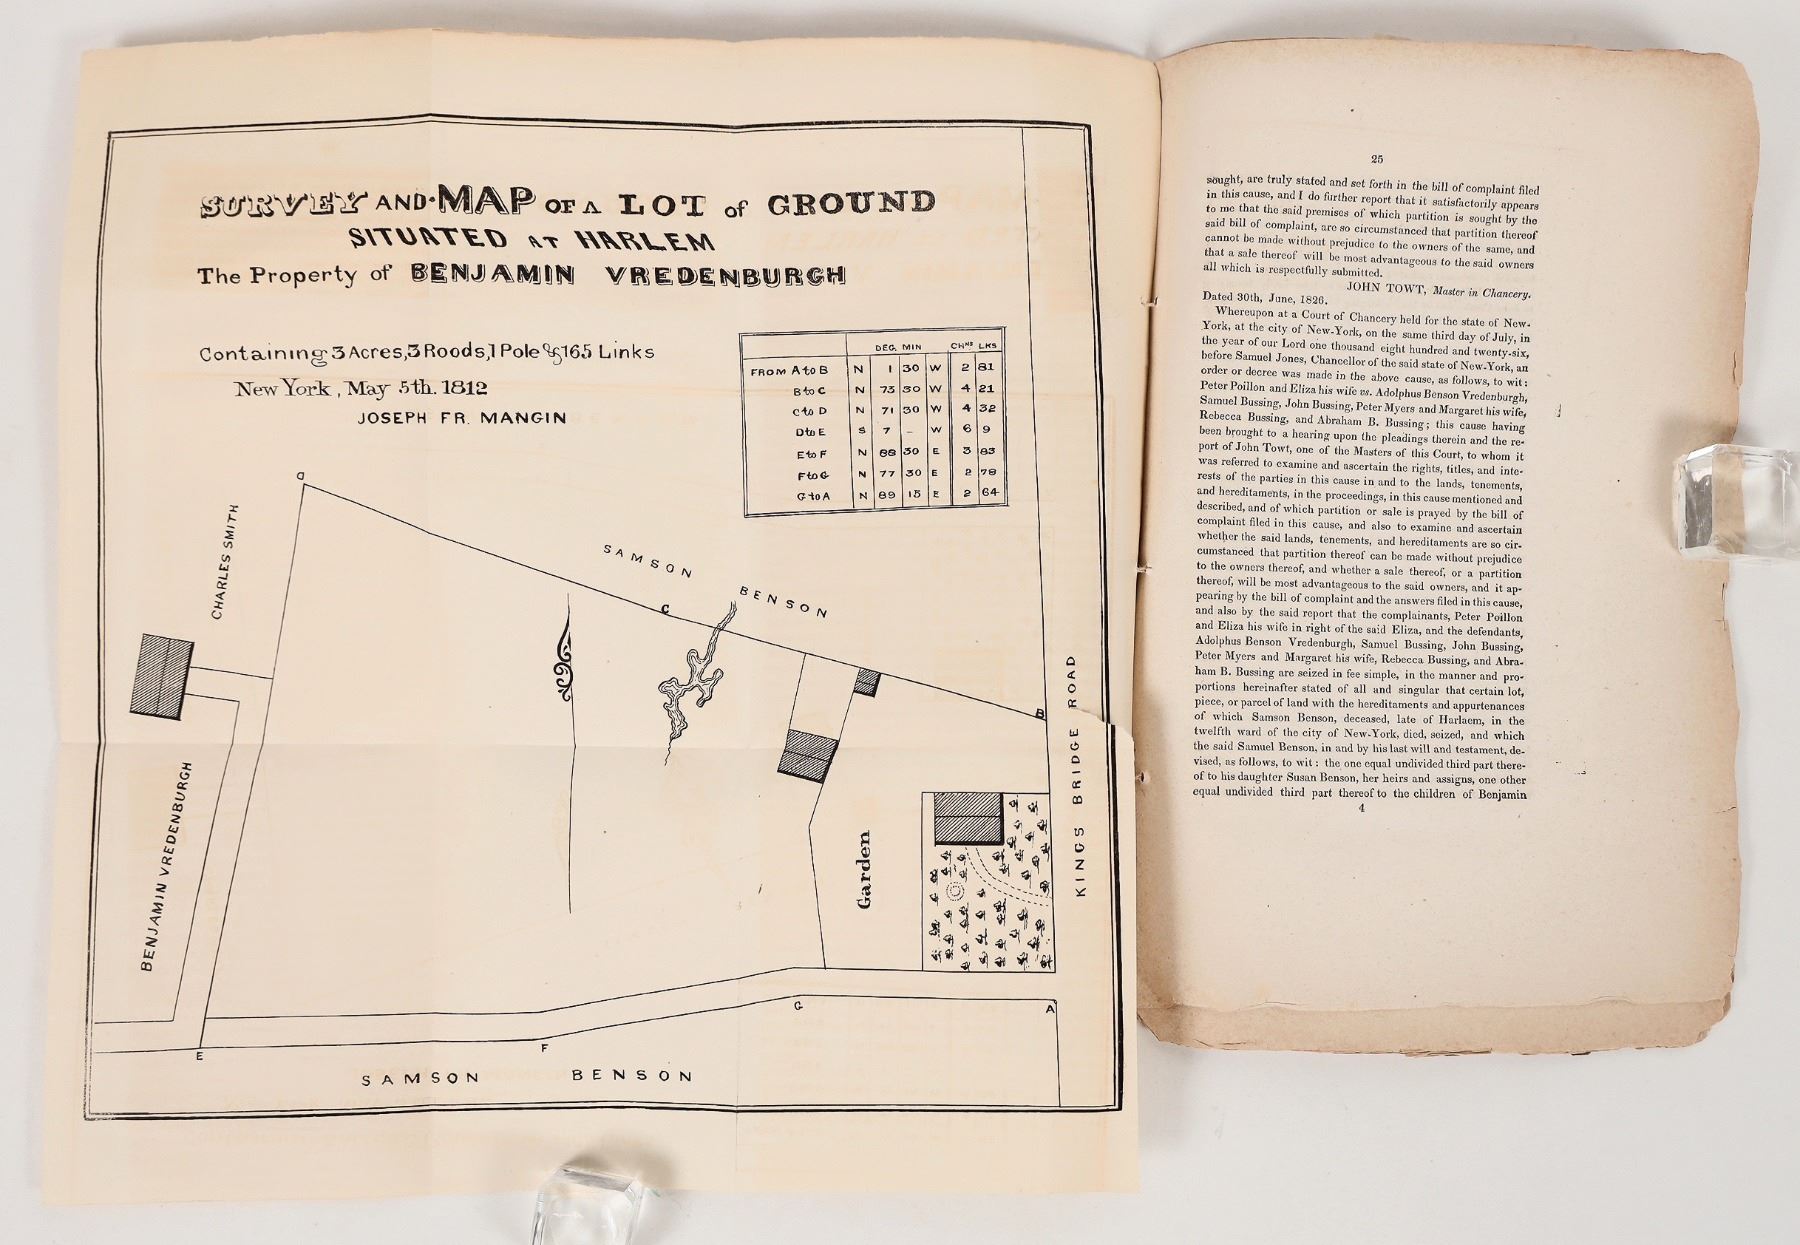 SURVEY AND MAP OF A LOT of GROUND
SITUATED AT HARLEM
The Property of BENJAMIN VREDENBURGH
Containing 3 Acres, 3 Roods, 1 Pole & 165 Links
New York, May 5th. 1812
JOSEPH FR. MANGIN
DEG. MIN CHNS LKS
FROM A to B N 1 30 W 2 81
B to C N 73 30 W 4 21
C to D N 71 30 W 4 32
D to E S 7 – W 6 9
E to F N 88 30 E 3 83
F to G N 77 30 E 2 78
G to A N 89 15 E 2 64
D
CHARLES SMITH
SAMSON BENSON
C
B
KINGS BRIDGE ROAD
BENJAMIN VREDENBURGH
Garden
G
A
E
F
SAMSON BENSON
25
sought, are truly stated and set forth in the bill of complaint filed
in this cause, and I do further report that it satisfactorily appears
to me that the said premises of which partition is sought by the
said bill of complaint, are so circumstanced that partition thereof
cannot be made without prejudice to the owners of the same, and
that a sale thereof will be most advantageous to the said owners
all which is respectfully submitted.
JOHN TOWT, Master in Chancery.
Dated 30th, June, 1826.
Whereupon at a Court of Chancery held for the state of New-
York, at the city of New-York, on the same third day of July, in
the year of our Lord one thousand eight hundred and twenty-six,
before Samuel Jones, Chancellor of the said state of New-York, an
order or decree was made in the above cause, as follows, to wit:
Peter Poillon and Eliza his wife vs. Adolphus Benson Vredenburgh,
Samuel Bussing, John Bussing, Peter Myers and Margaret his wife,
Rebecca Bussing, and Abraham B. Bussing; this cause having
been brought to a hearing upon the pleadings therein and the re-
port of John Towt, one of the Masters of this Court, to whom it
was referred to examine and ascertain the rights, titles, and inte-
rests of the parties in this cause in and to the lands, tenements,
and hereditaments, in the proceedings, in this cause mentioned and
described, and of which partition or sale is prayed by the bill of
complaint filed in this cause, and also to examine and ascertain
whether the said lands, tenements, and hereditaments are so cir-
cumstanced that partition thereof can be made without prejudice
to the owners thereof, and whether a sale thereof, or a partition
thereof, will be most advantageous to the said owners, and it ap-
pearing by the bill of complaint and the answers filed in this cause,
and also by the said report that the complainants, Peter Poillon
and Eliza his wife in right of the said Eliza, and the defendants,
Adolphus Benson Vredenburgh, Samuel Bussing, John Bussing,
Peter Myers and Margaret his wife, Rebecca Bussing, and Abra-
ham B. Bussing are seized in fee simple, in the manner and pro-
portions hereinafter stated of all and singular that certain lot,
piece, or parcel of land with the hereditaments and appurtenances
of which Samson Benson, deceased, late of Harlaem, in the
twelfth ward of the city of New-York, died, seized, and which
the said Samuel Benson, in and by his last will and testament, de-
vised, as follows, to wit: the one equal undivided third part there-
of to his daughter Susan Benson, her heirs and assigns, one other
equal undivided third part thereof to the children of Benjamin
4